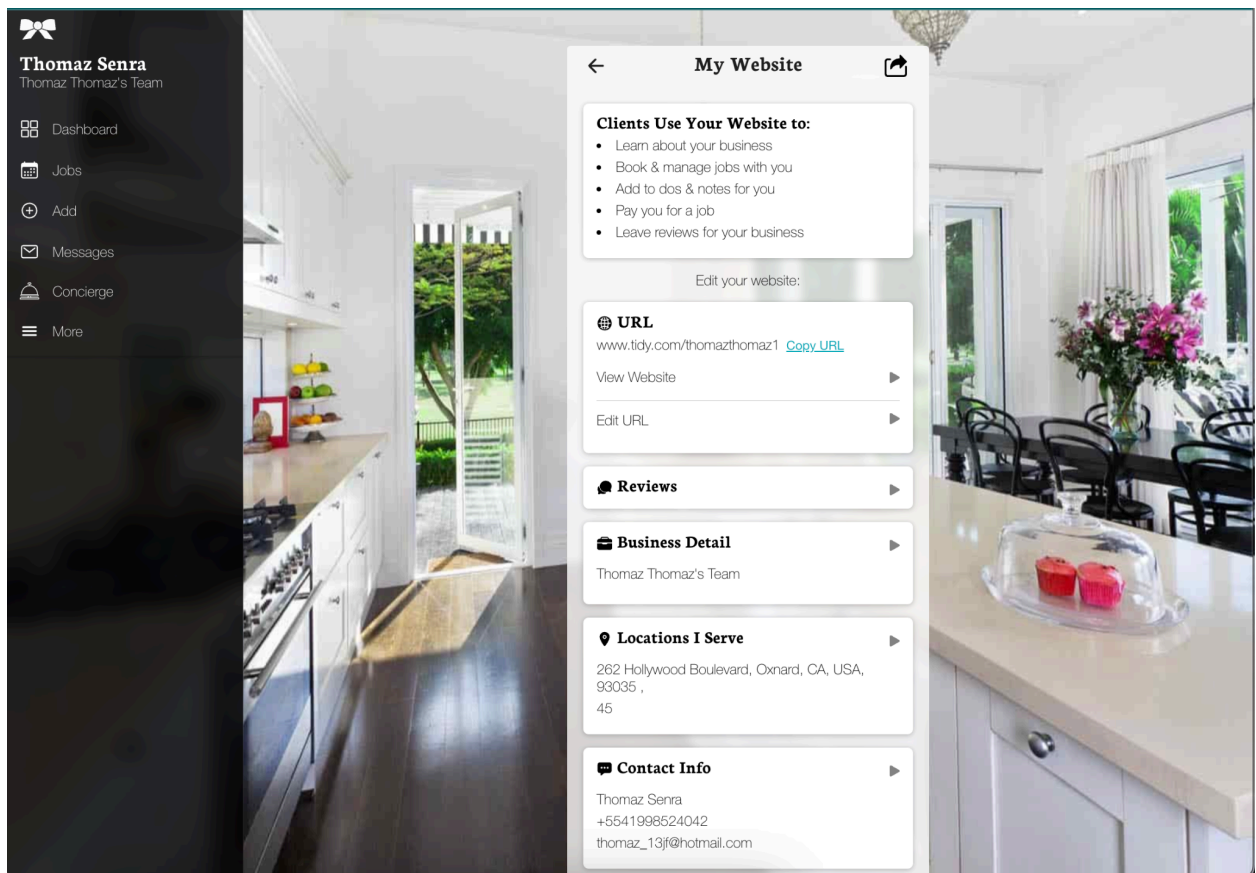 Thomaz Senra
Thomaz Thomaz's Team
Dashboard
Jobs
Add
Messages
Concierge
More
My Website
Clients Use Your Website to:
• Learn about your business
• Book & manage jobs with you
• Add to dos & notes for you
• Pay you for a job
• Leave reviews for your business
Edit your website:
URL
www.tidy.com/thomazthomaz1 Copy URL
View Website
Edit URL
Reviews
Business Detail
Thomaz Thomaz's Team
Locations I Serve
262 Hollywood Boulevard, Oxnard, CA, USA,
93035 ,
45
Contact Info
Thomaz Senra
+5541998524042
thomaz_13jf@hotmail.com